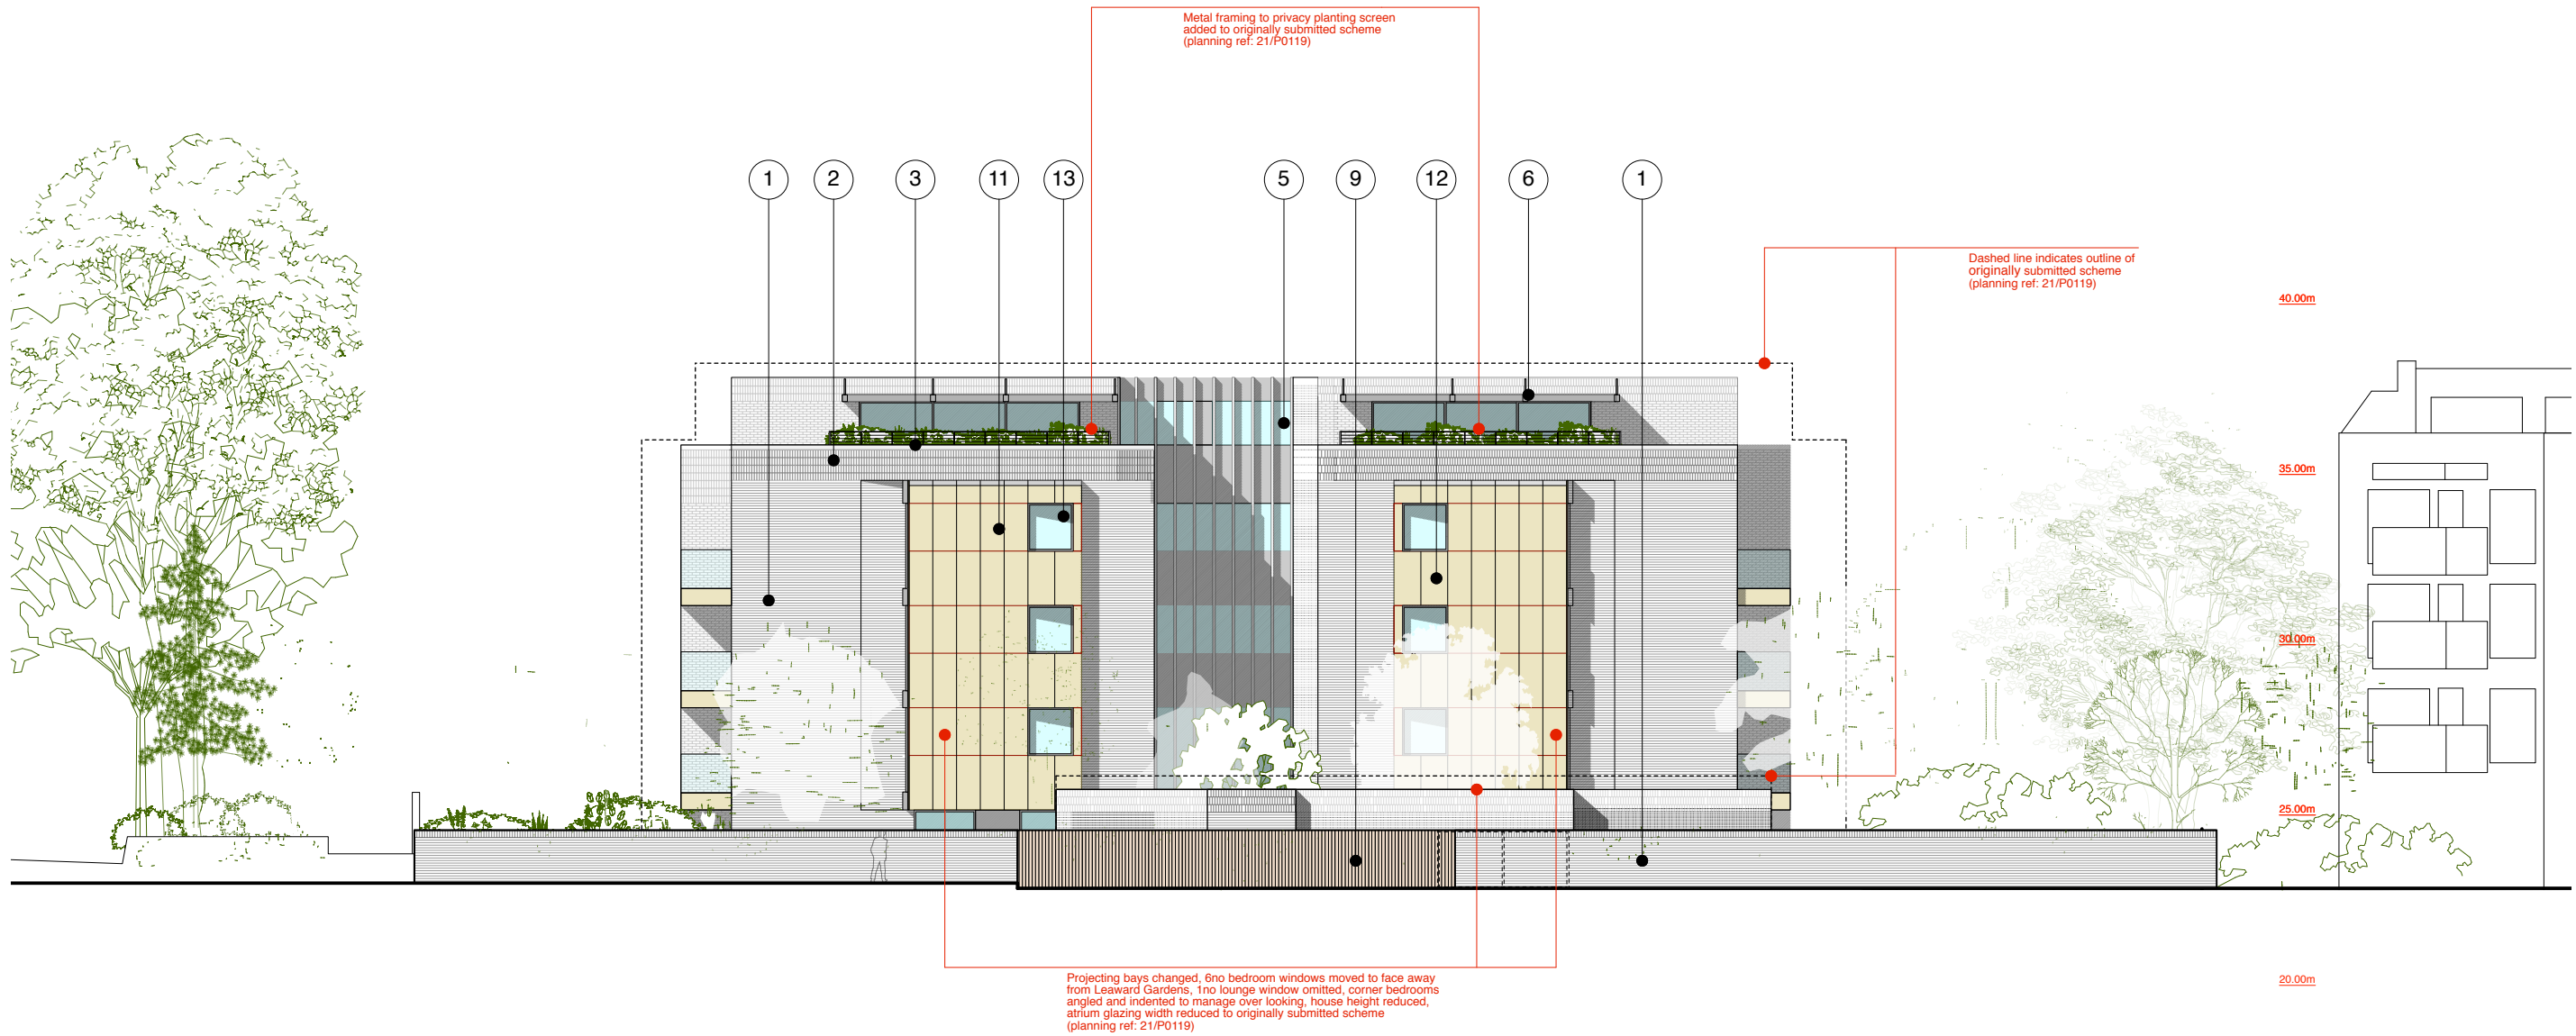 Metal framing to privacy planting screen
added to originally submitted scheme
(planning ref: 21/P0119)
1 2 3 11 13 5 9 12 6 1
Dashed line indicates outline of
originally submitted scheme
(planning ref: 21/P0119)
40.00m
35.00m
30.00m
25.00m
20.00m
Projecting bays changed, 6no bedroom windows moved to face away
from Leaward Gardens, 1no lounge window omitted, corner bedrooms
angled and indented to manage over looking, house height reduced,
atrium glazing width reduced to originally submitted scheme
(planning ref: 21/P0119)